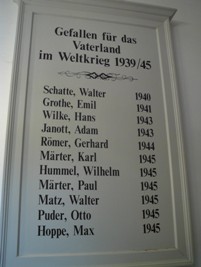 Gefallen für das
Vaterland
im Weltkrieg 1939/45
Schatte, Walter 1940
Grothe, Emil 1941
Wilke, Hans 1943
Janott, Adam 1943
Römer, Gerhard 1944
Märter, Karl 1945
Hummel, Wilhelm 1945
Märter, Paul 1945
Matz, Walter 1945
Puder, Otto 1945
Hoppe, Max 1945